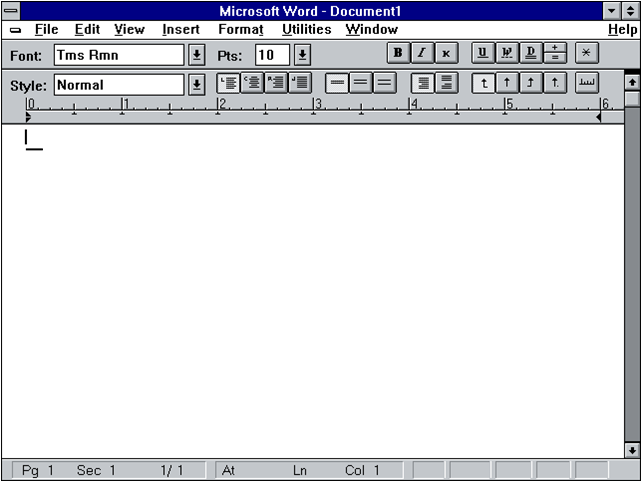 Microsoft Word - Document1
File Edit View Insert Format Utilities Window Help
Font: Tms Rmn Pts: 10 B I K U W D + =
Style: Normal L C R J t
0 1 2 3 4 5 6
Pg 1 Sec 1 1/ 1 At Ln Col 1